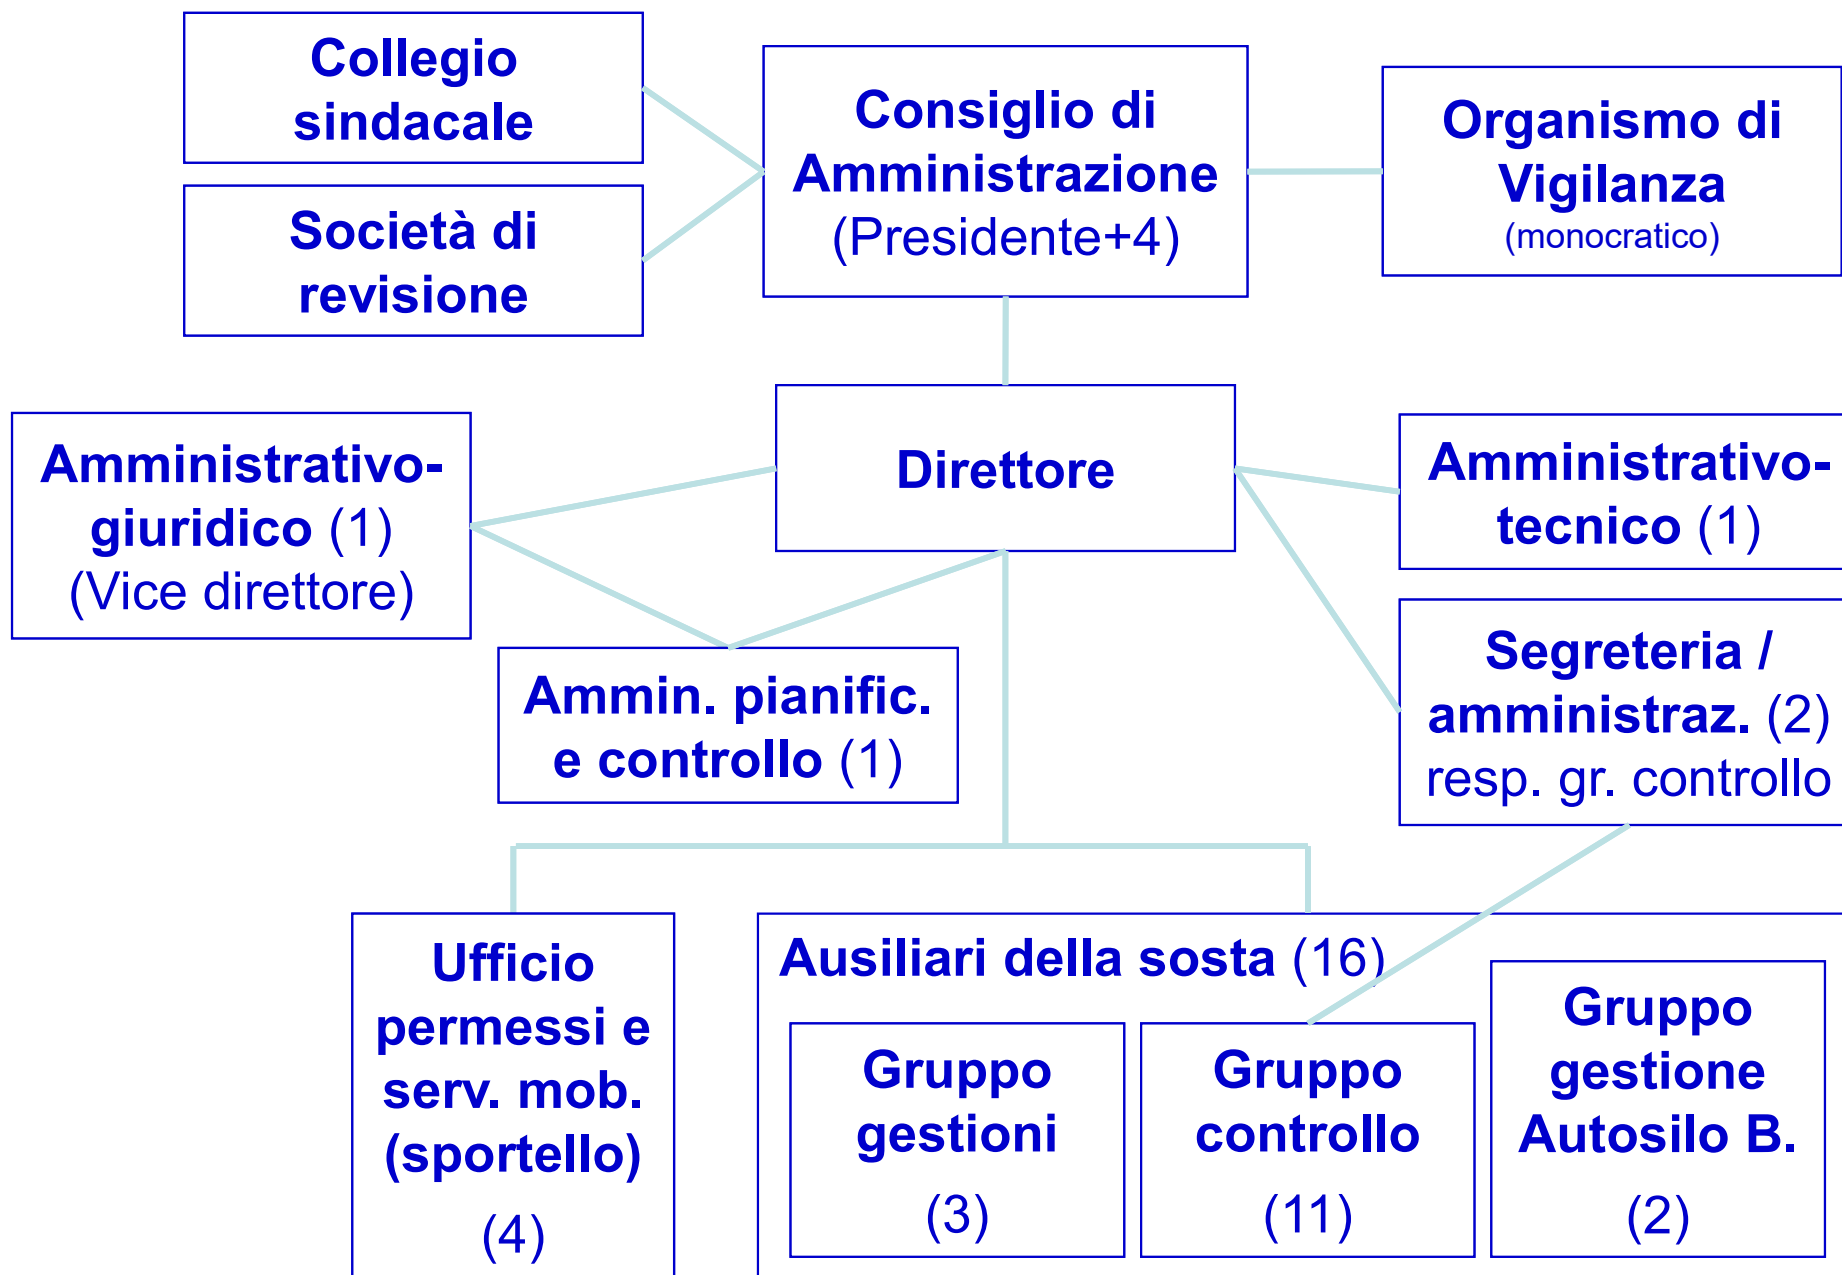 Collegio
sindacale
Società di
revisione
Consiglio di
Amministrazione
(Presidente+4)
Organismo di
Vigilanza
(monocratico)
Amministrativo-
giuridico (1)
(Vice direttore)
Direttore
Amministrativo-
tecnico (1)
Ammin. pianific.
e controllo (1)
Segreteria /
amministraz. (2)
resp. gr. controllo
Ufficio
permessi e
serv. mob.
(sportello)
(4)
Ausiliari della sosta (16)
Gruppo
gestioni
(3)
Gruppo
controllo
(11)
Gruppo
gestione
Autosilo B.
(2)